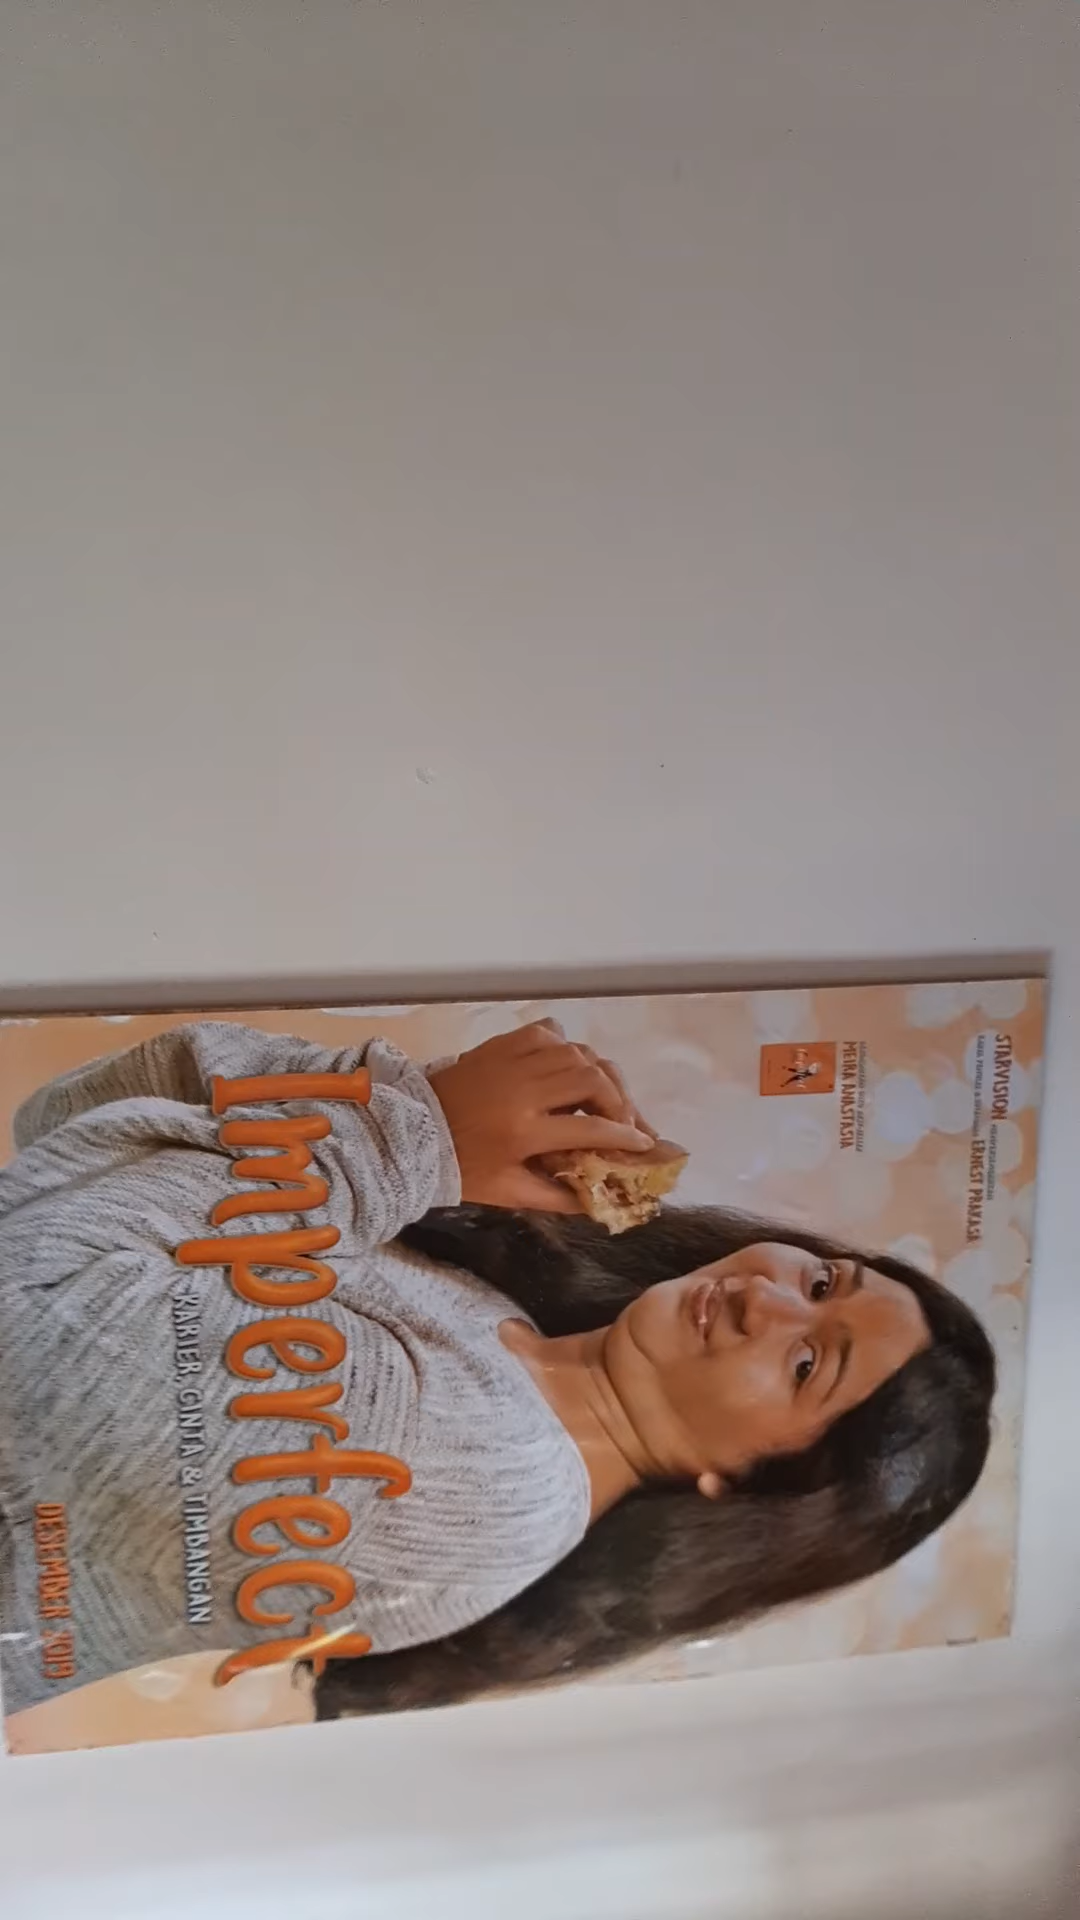 STARVISION
ERNEST PRAKASA
MEIRA ANASTASIA
Imperfect
KARIER, CINTA & TIMBANGAN
DESEMBER 2019